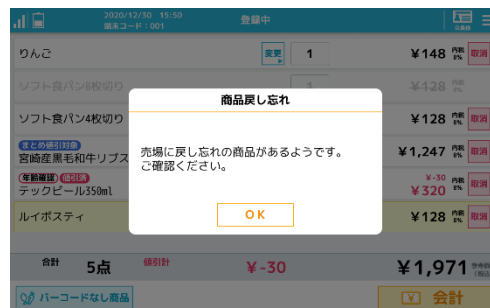 2020/12/30 15:50
端末コード：001
登録中
りんご
変更
1
¥148
内税
8%
取消
ソフト食パン8枚切り
1
¥128
内税
8%
ソフト食パン4枚切り
¥128
内税
8%
取消
まとめ値引対象
宮崎産黒毛和牛リブス
¥1,247
内税
8%
取消
年齢確認 値引済
テックビール350ml
¥-30
¥320
内税
取消
ルイボスティ
¥128
内税
8%
取消
商品戻し忘れ
売場に戻し忘れの商品があるようです。
ご確認ください。
OK
合計
5点
値引計
¥-30
¥1,971
バーコードなし商品
会計